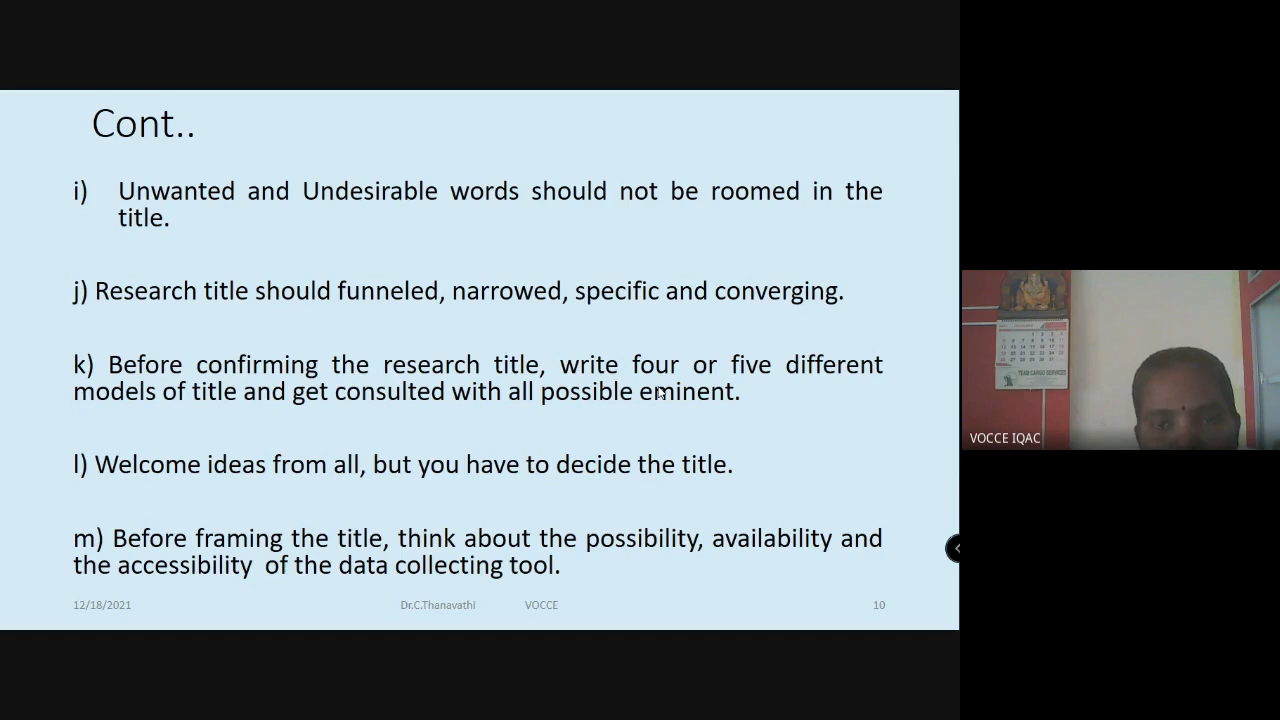 Cont..
i) Unwanted and Undesirable words should not be roomed in the
title.
j) Research title should funneled, narrowed, specific and converging.
k) Before confirming the research title, write four or five different
models of title and get consulted with all possible eminent.
l) Welcome ideas from all, but you have to decide the title.
m) Before framing the title, think about the possibility, availability and
the accessibility of the data collecting tool.
12/18/2021 Dr.C.Thanavathi VOCCE 10
TEAM CARGO SERVICES
VOCCE IQAC